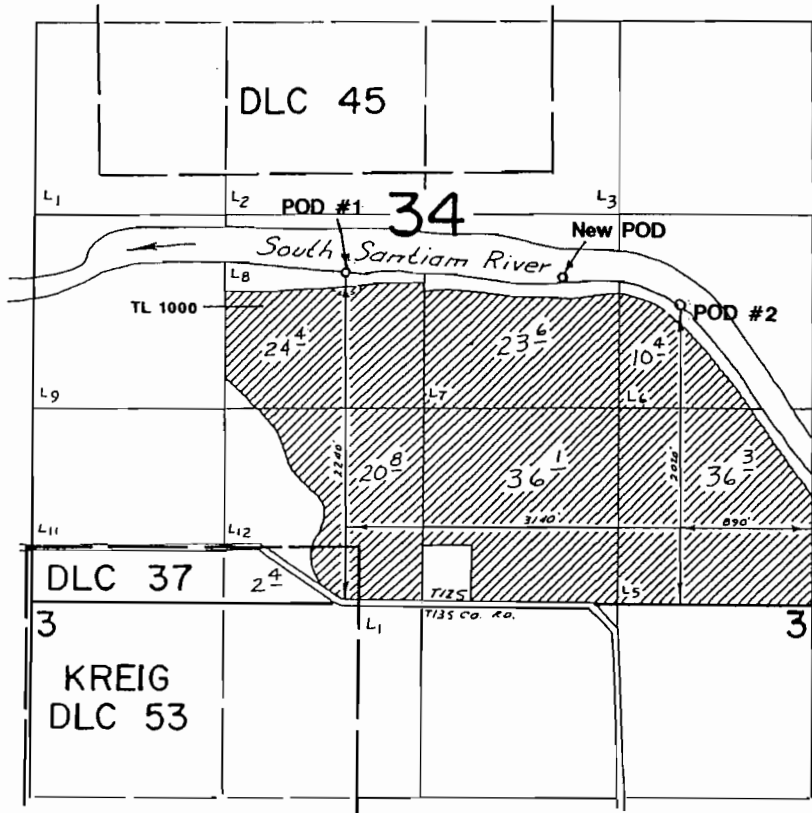 DLC 45
L1
L2
L3
34
POD #1
New POD
South Santiam River
L8
TL 1000
POD #2
24 4
23 6
10 4
L9
L7
L6
2240'
2020'
20 8
36 1
36 3
3140'
890'
L11
L12
DLC 37
2 4
T12S
L5
T13S CO. RD.
3
L1
3
KREIG
DLC 53